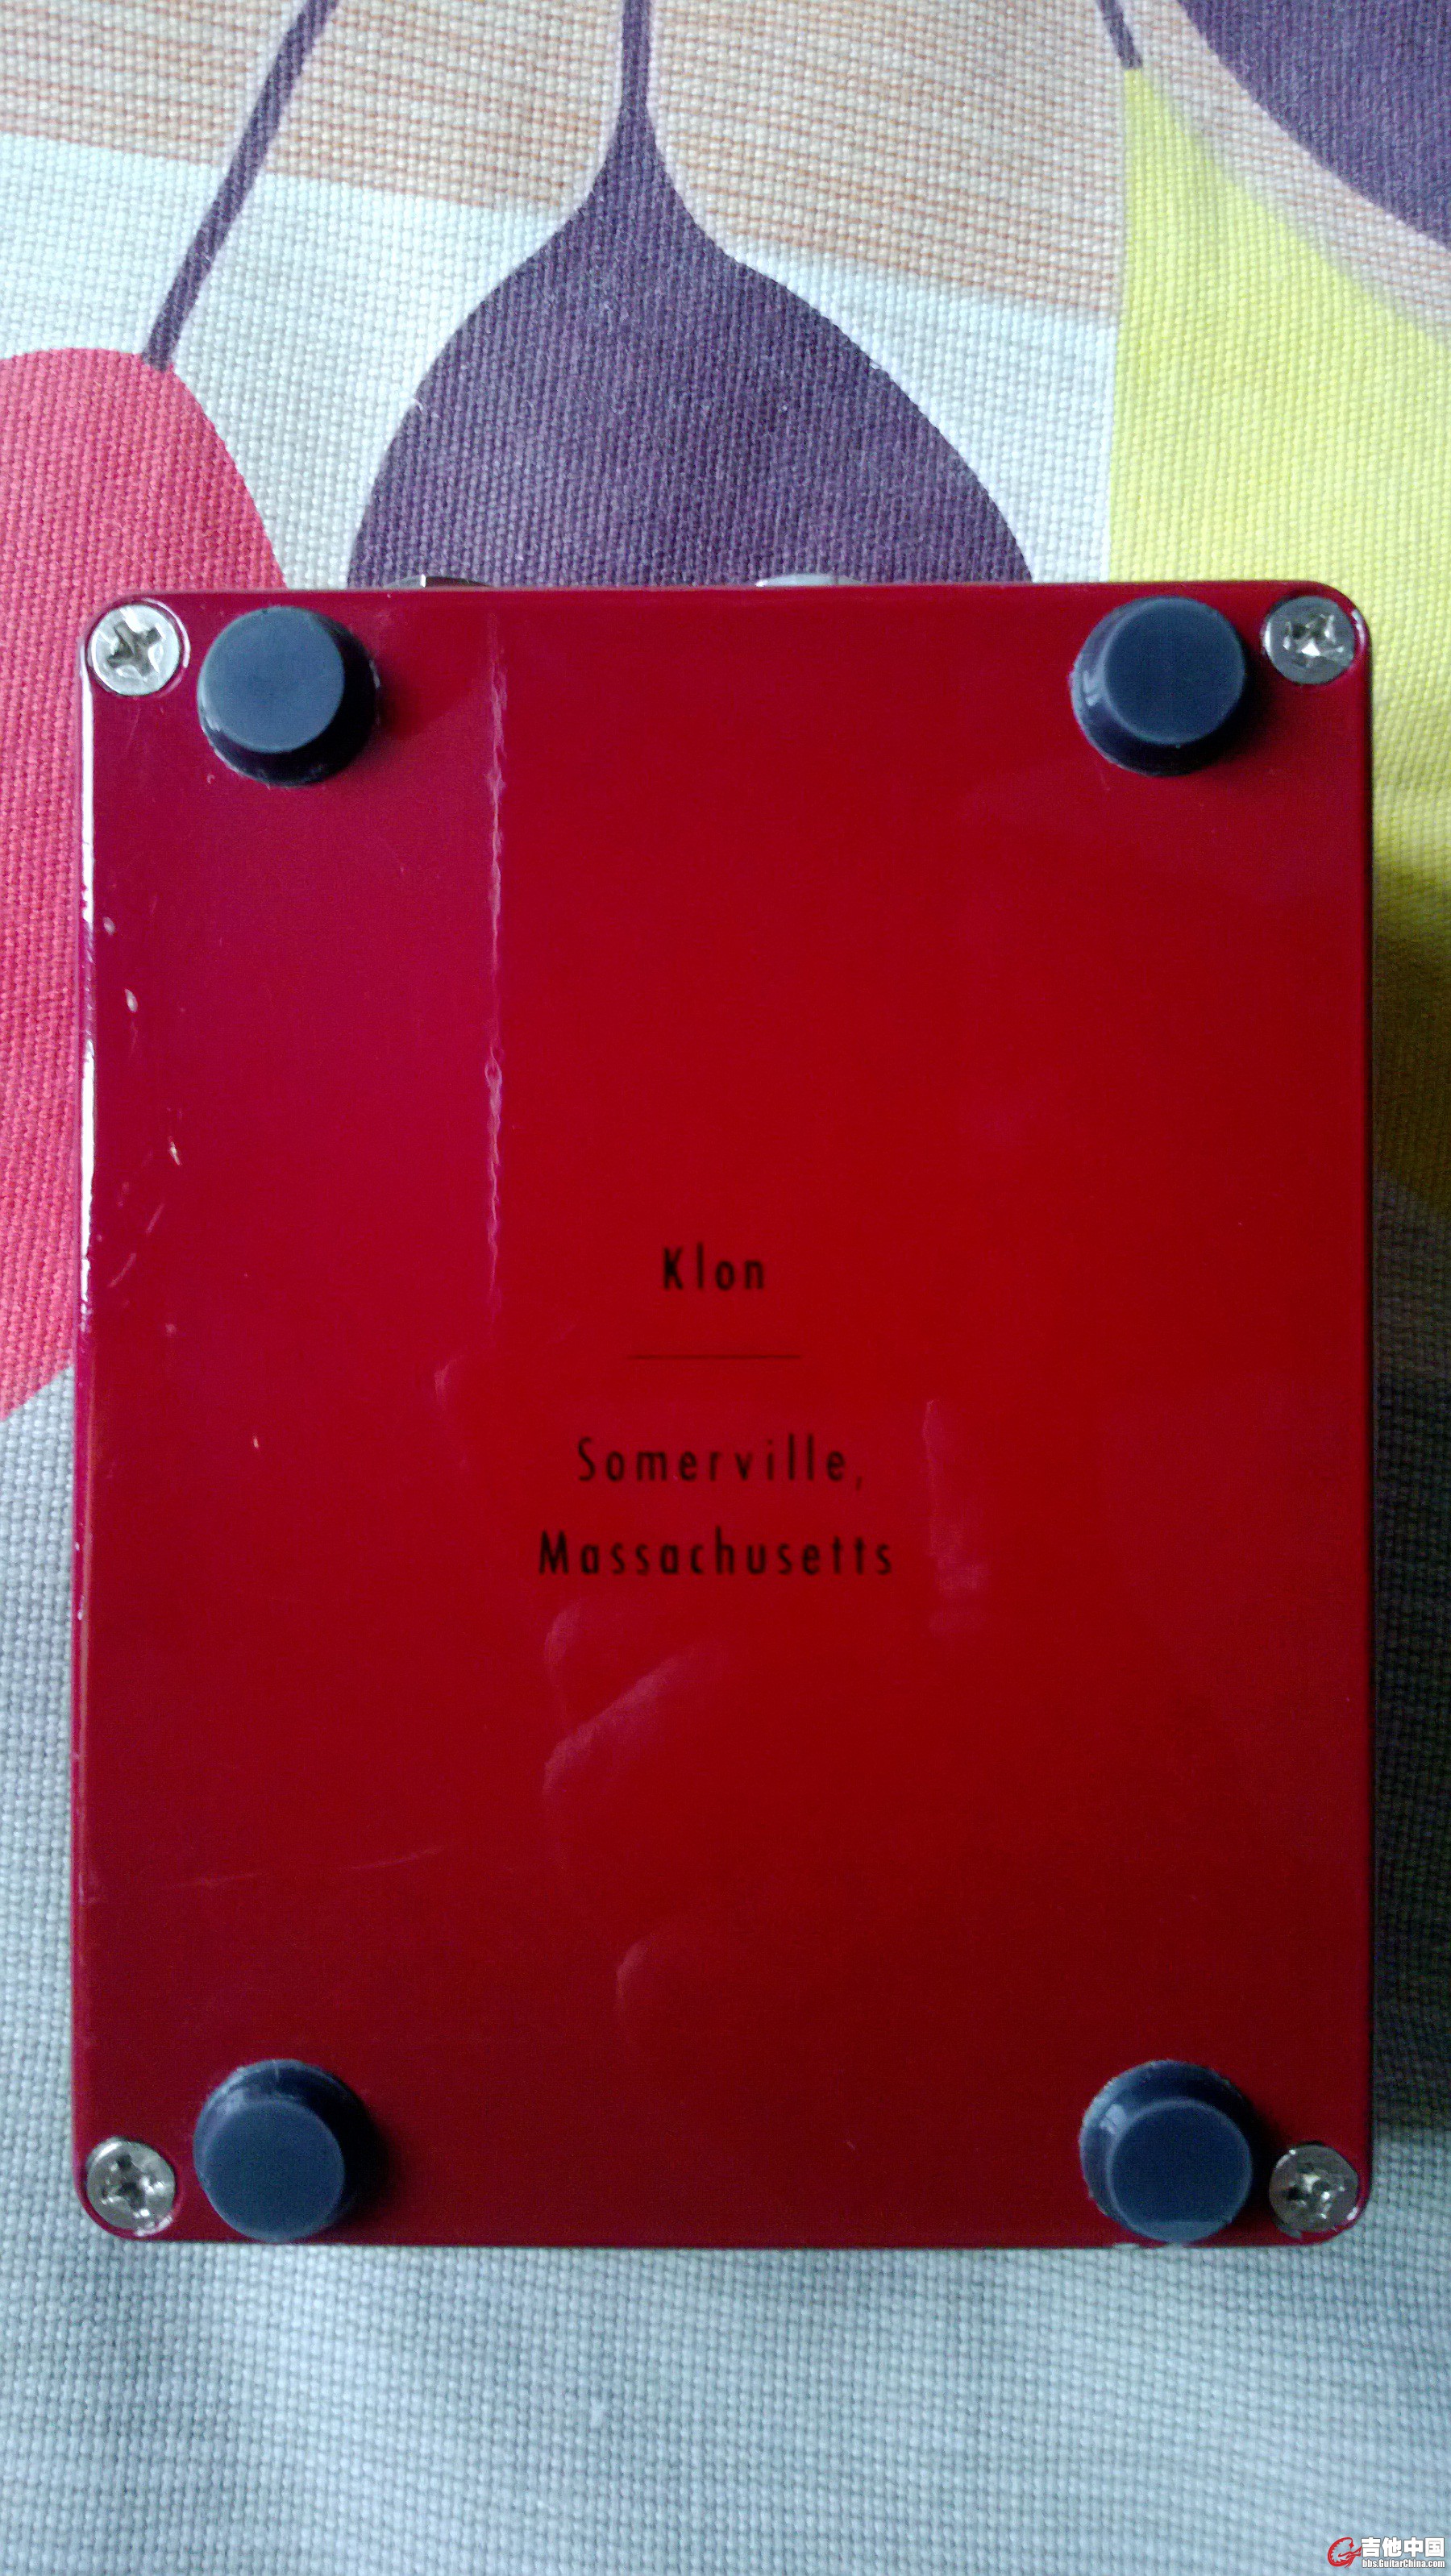 Klon
Somerville,
Massachusetts
吉他中国
bbs.GuitarChina.com